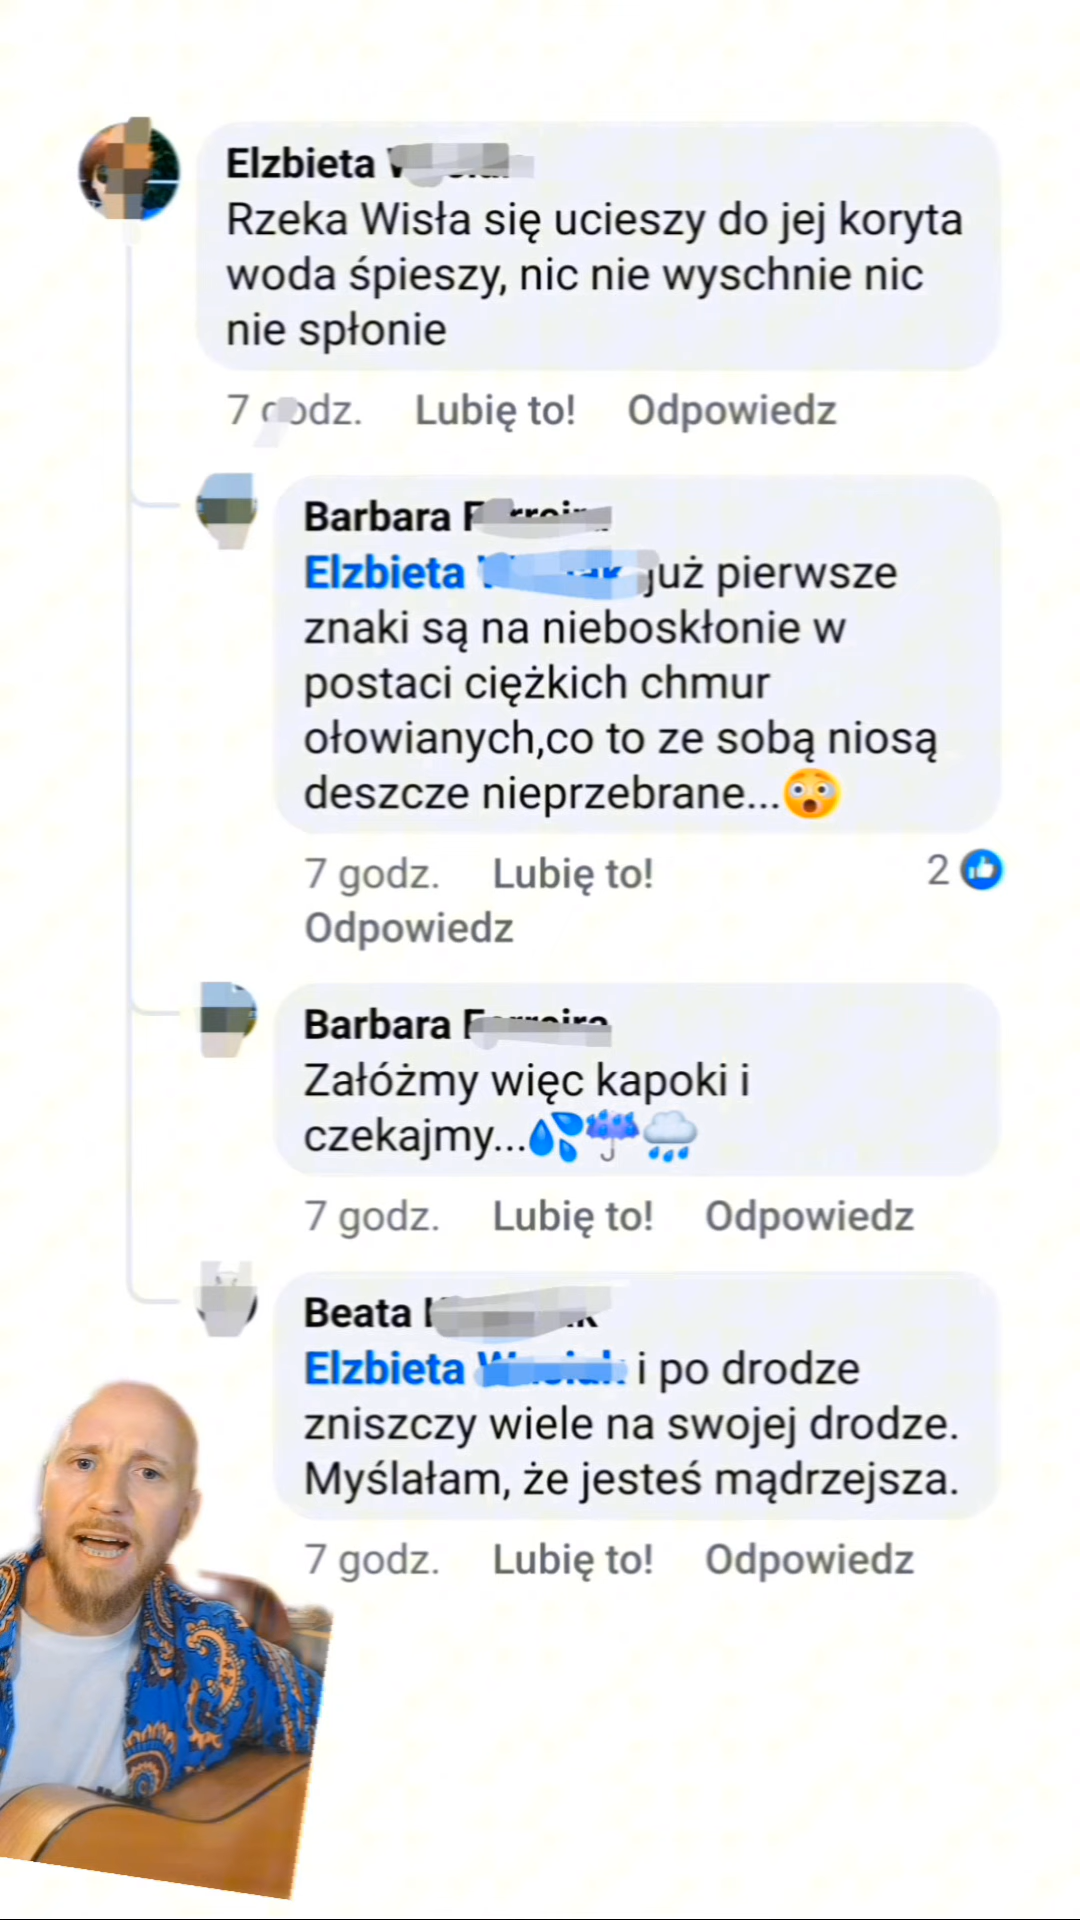 Elzbieta
Rzeka Wisła się ucieszy do jej koryta
woda śpieszy, nic nie wyschnie nic
nie spłonie
7 godz. Lubię to! Odpowiedz
Barbara
Elzbieta już pierwsze
znaki są na nieboskłonie w
postaci ciężkich chmur
ołowianych,co to ze sobą niosą
deszcze nieprzebrane...😲
7 godz. Lubię to! 2
Odpowiedz
Barbara
Załóżmy więc kapoki i
czekajmy...💦☔🌧️
7 godz. Lubię to! Odpowiedz
Beata
Elzbieta i po drodze
zniszczy wiele na swojej drodze.
Myślałam, że jesteś mądrzejsza.
7 godz. Lubię to! Odpowiedz